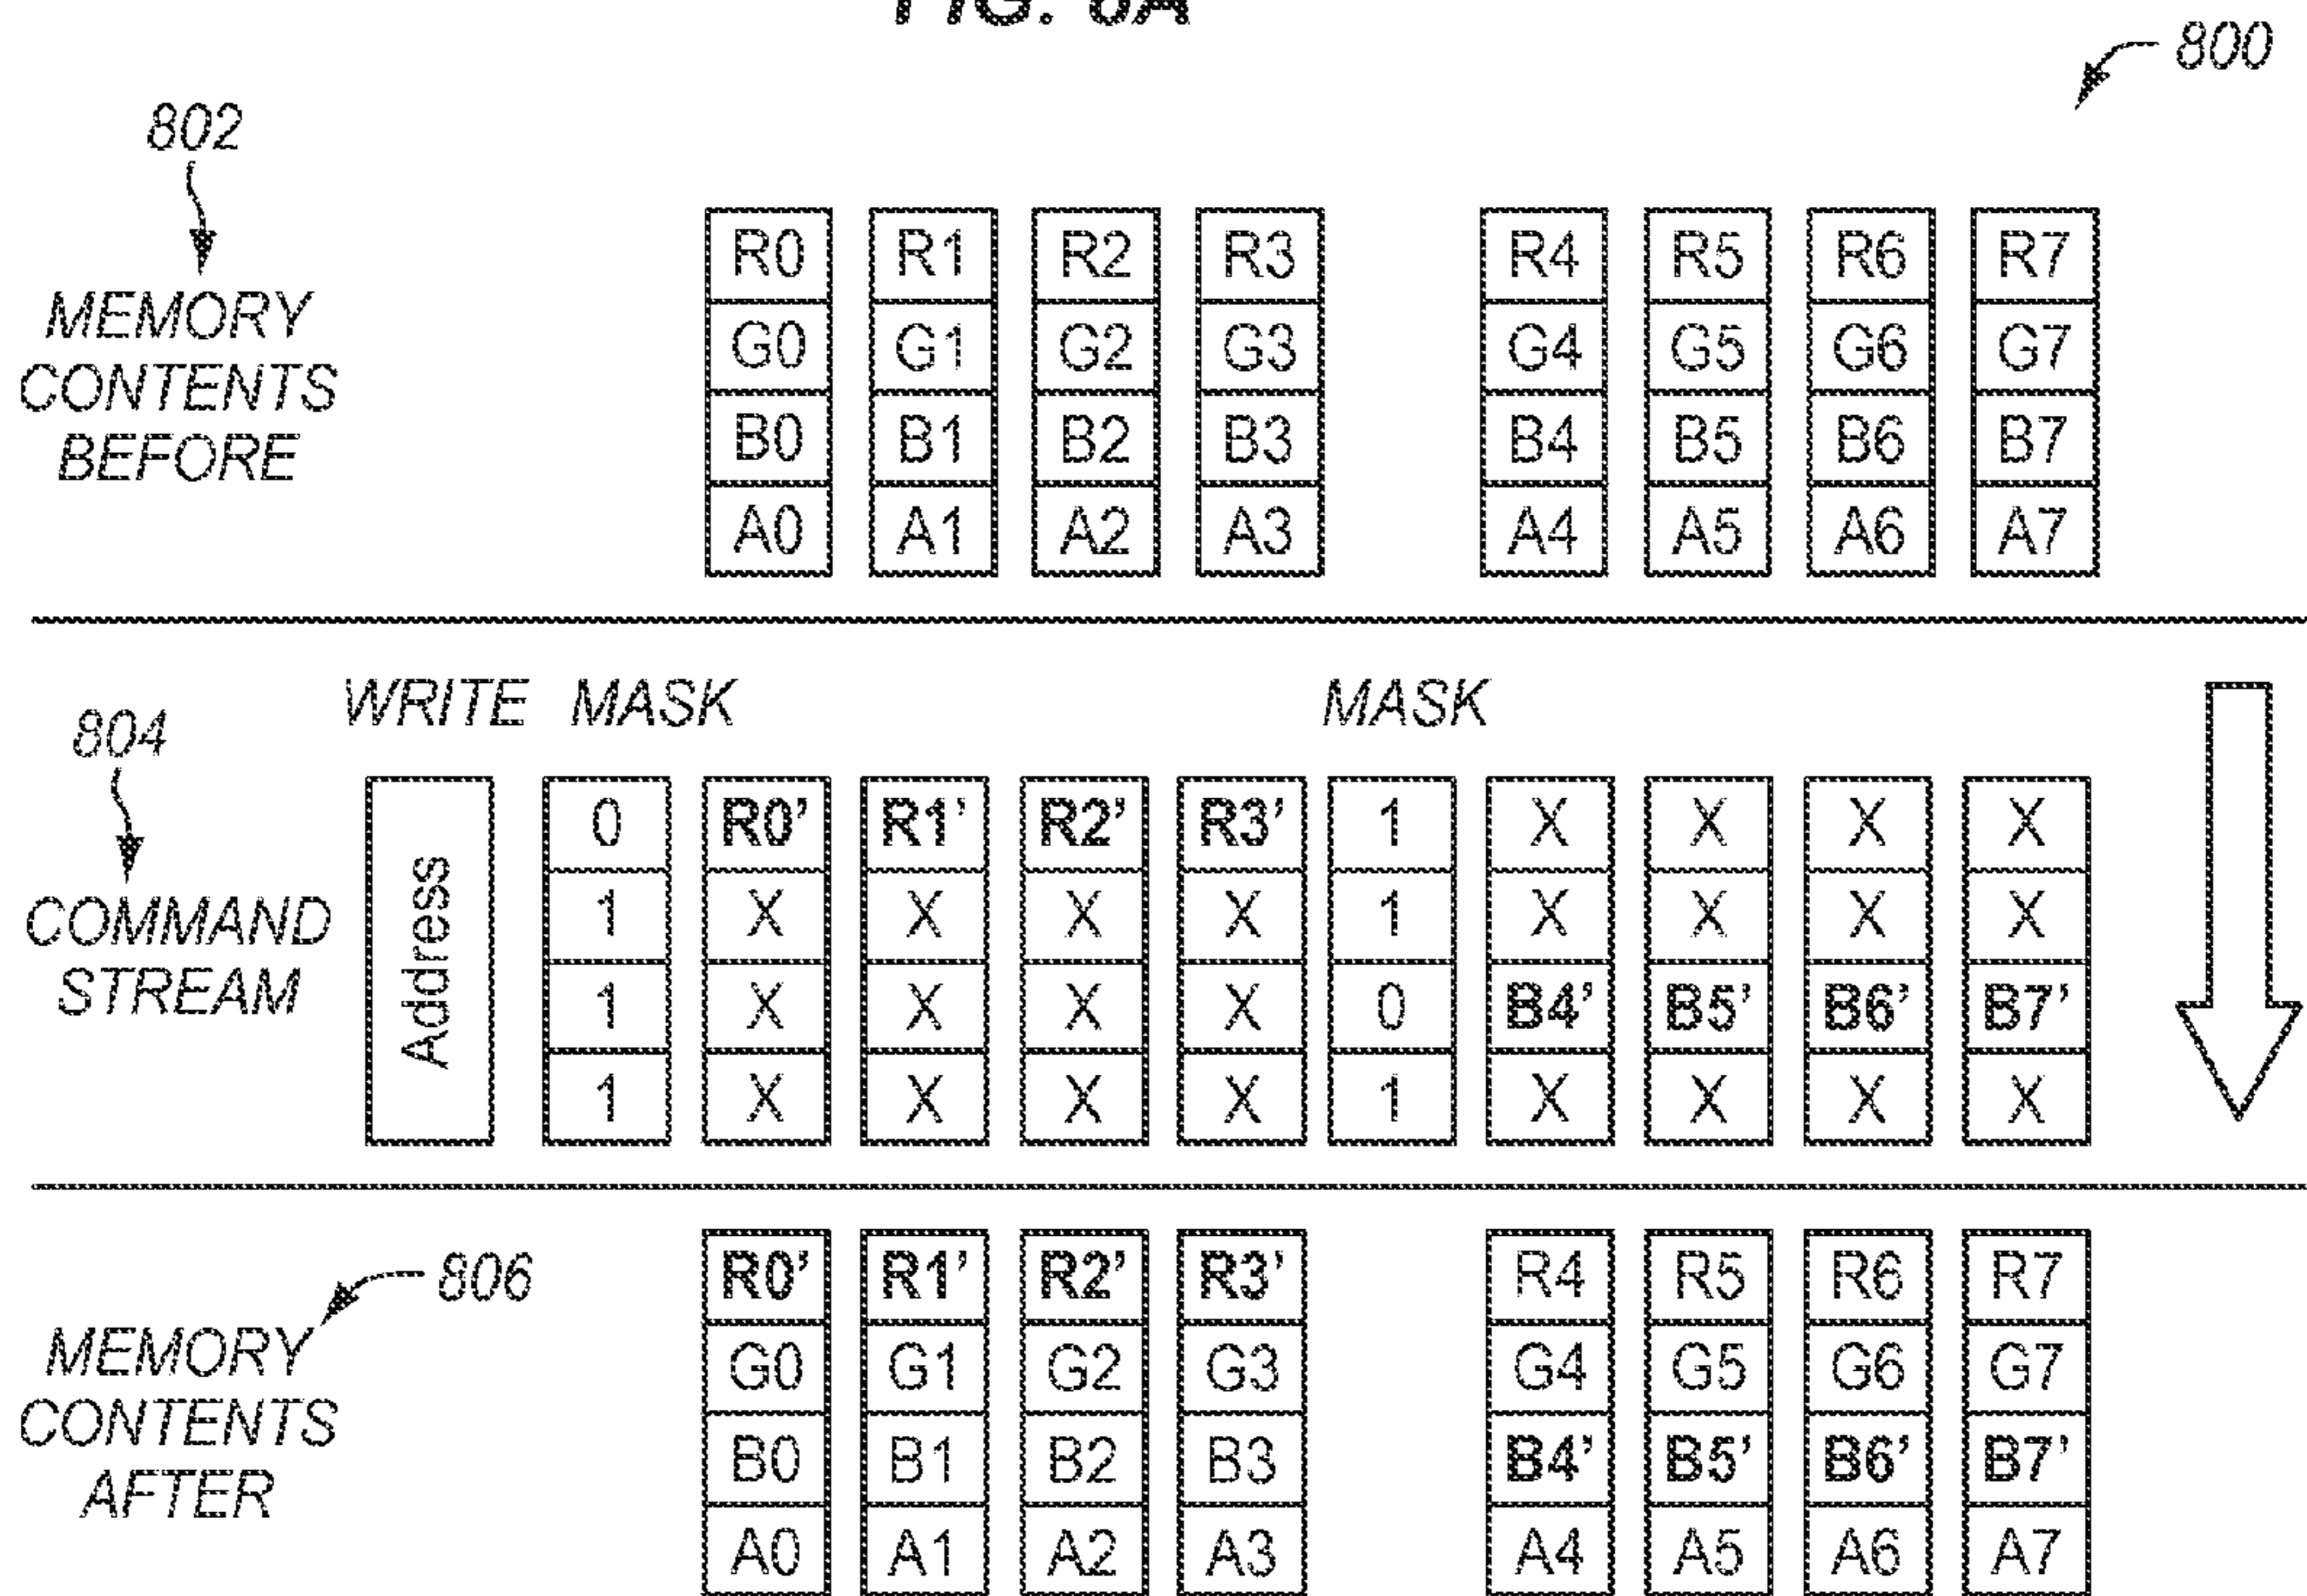 800
802
MEMORY CONTENTS BEFORE
R0 R1 R2 R3 R4 R5 R6 R7
G0 G1 G2 G3 G4 G5 G6 G7
B0 B1 B2 B3 B4 B5 B6 B7
A0 A1 A2 A3 A4 A5 A6 A7
WRITE MASK MASK
804
COMMAND STREAM
Address
0 R0' R1' R2' R3' 1 X X X X
1 X X X X 1 X X X X
1 X X X X 0 B4' B5' B6' B7'
1 X X X X 1 X X X X
806
MEMORY CONTENTS AFTER
R0' R1' R2' R3' R4 R5 R6 R7
G0 G1 G2 G3 G4 G5 G6 G7
B0 B1 B2 B3 B4' B5' B6' B7'
A0 A1 A2 A3 A4 A5 A6 A7